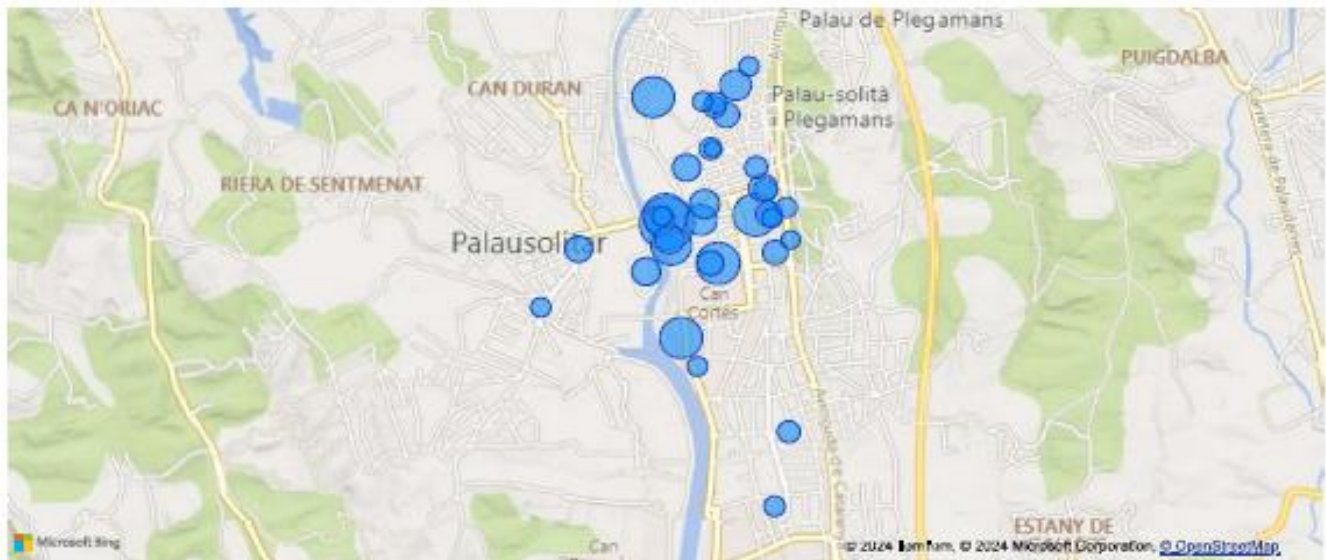 Palau de Plegamans
PUIGDALBA
CAN DURAN
CA N'ORIAC
Palau-solità
i Plegamans
RIERA DE SENTMENAT
Palausolitar
Can
Cortès
ESTANY DE
Can
Microsoft Bing
© 2024 TomTom, © 2024 Microsoft Corporation, © OpenStreetMap